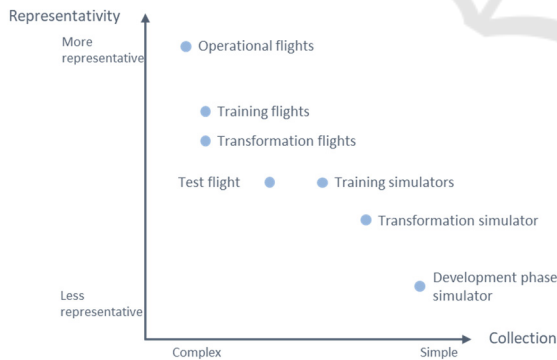 Representativity
More
representative
Operational flights
Training flights
Transformation flights
Test flight
Training simulators
Transformation simulator
Development phase
simulator
Less
representative
Collection
Complex
Simple